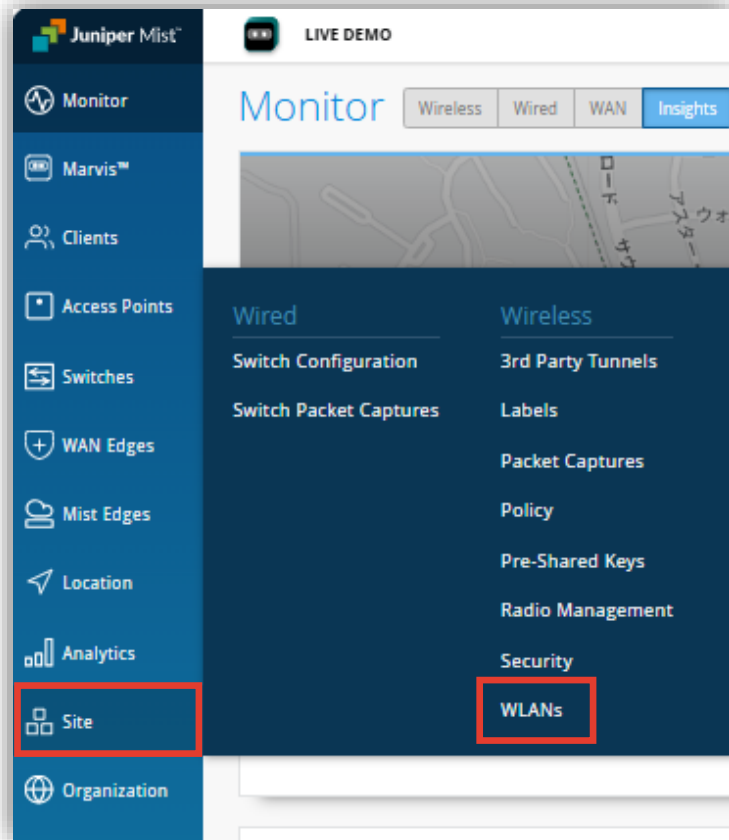 Juniper Mist™
LIVE DEMO
Monitor
Wireless
Wired
WAN
Insights
Monitor
Marvis™
Clients
Access Points
Switches
WAN Edges
Mist Edges
Location
Analytics
Site
Organization
Wired
Switch Configuration
Switch Packet Captures
Wireless
3rd Party Tunnels
Labels
Packet Captures
Policy
Pre-Shared Keys
Radio Management
Security
WLANs